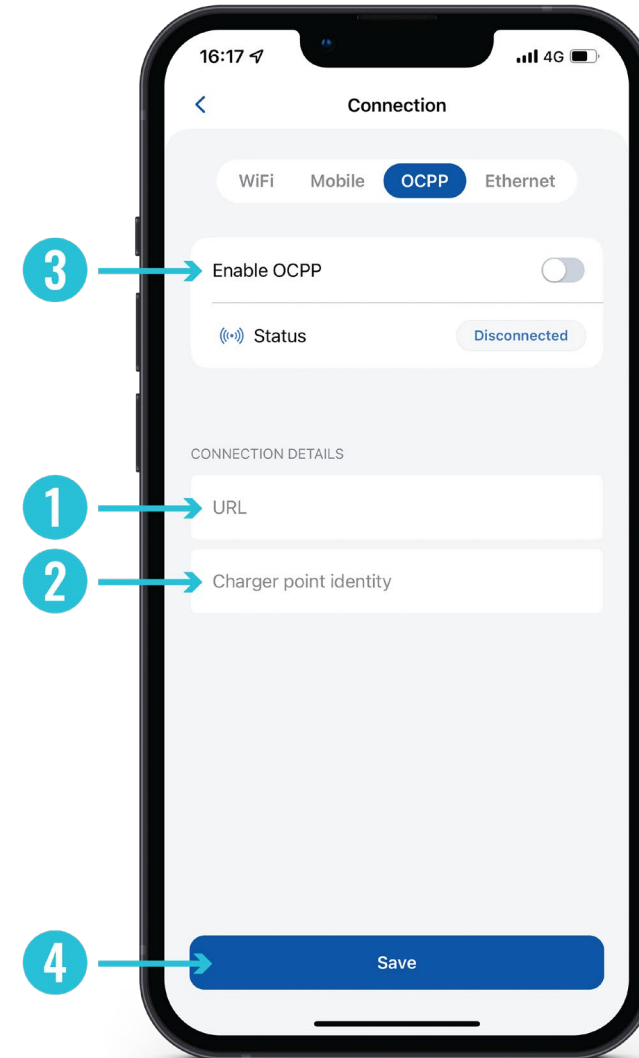 16:17
4G
Connection
WiFi Mobile OCPP Ethernet
3
Enable OCPP
Status Disconnected
CONNECTION DETAILS
1
URL
2
Charger point identity
4
Save